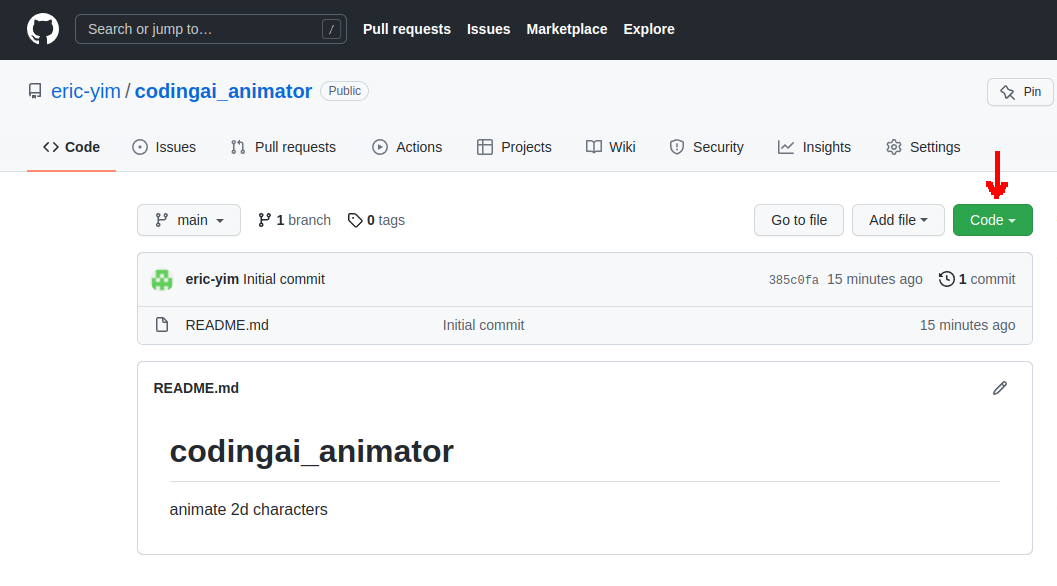 Search or jump to… / Pull requests Issues Marketplace Explore
eric-yim / codingai_animator Public Pin
Code Issues Pull requests Actions Projects Wiki Security Insights Settings
main 1 branch 0 tags Go to file Add file Code
eric-yim Initial commit 385c0fa 15 minutes ago 1 commit
README.md Initial commit 15 minutes ago
README.md
codingai_animator
animate 2d characters